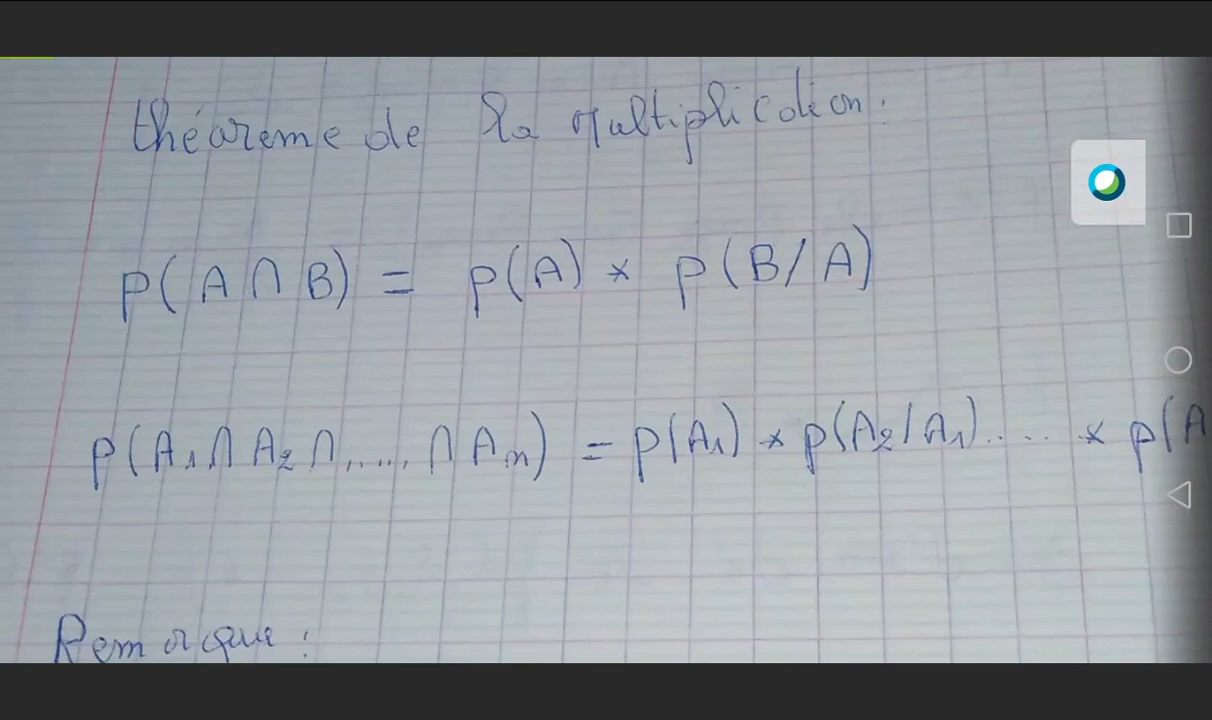 théorème de la Multiplication:
P(A∩B) = P(A) * P(B/A)
P(A₁∩A₂∩,...., ∩Aₙ) = P(A₁) * P(A₂/A₁).... * P(A
Remarque: